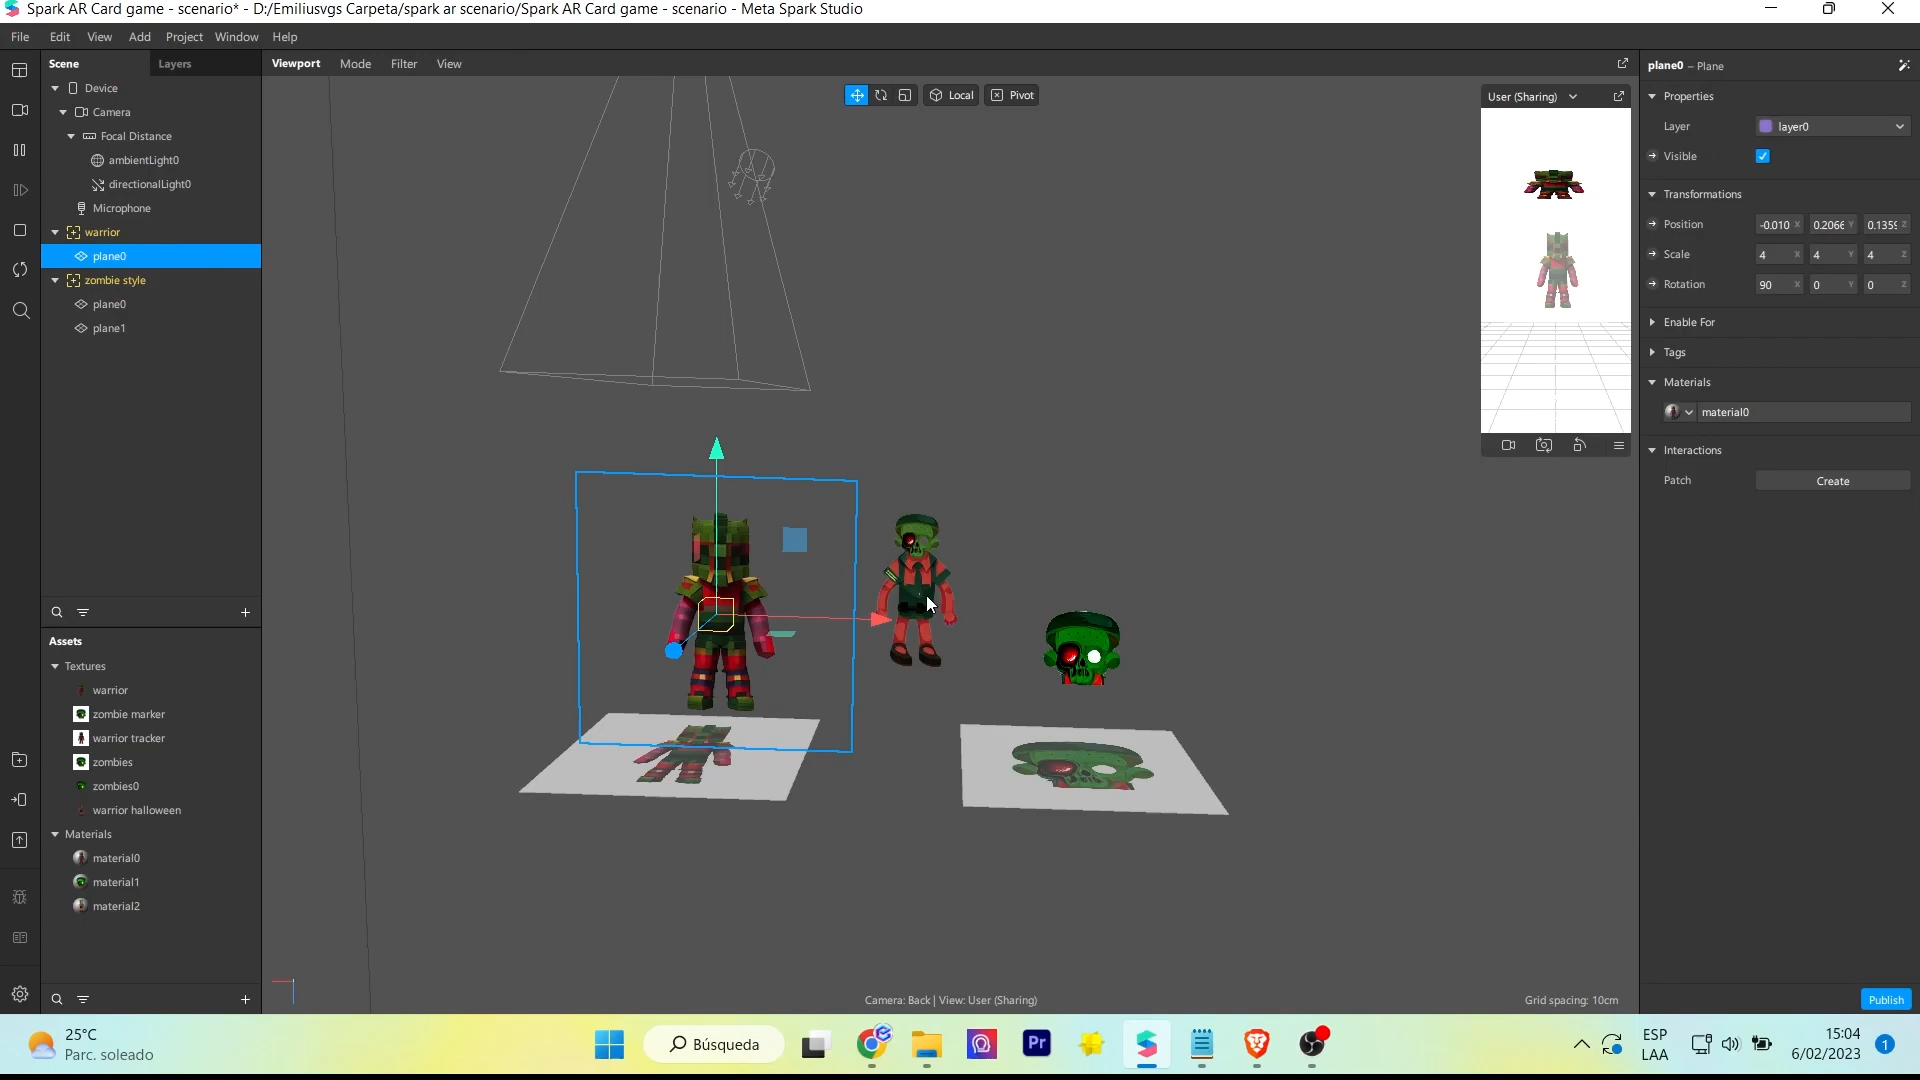 Spark AR Card game - scenario* - D:/Emiliusvgs Carpeta/spark ar scenario/Spark AR Card game - scenario - Meta Spark Studio
File Edit View Add Project Window Help
Scene Layers
Device
Camera
Focal Distance
ambientLight0
directionalLight0
Microphone
warrior
plane0
zombie style
plane0
plane1
Assets
Textures
warrior
zombie marker
warrior tracker
zombies
zombies0
warrior halloween
Materials
material0
material1
material2
Viewport Mode Filter View
Local Pivot
User (Sharing)
Camera: Back | View: User (Sharing)
Grid spacing: 10cm
plane0 – Plane
Properties
Layer layer0
Visible
Transformations
Position -0.010 X 0.2066 Y 0.1359 Z
Scale 4 X 4 Y 4 Z
Rotation 90 X 0 Y 0 Z
Enable For
Tags
Materials
material0
Interactions
Patch Create
Publish
25°C
Parc. soleado
Búsqueda
Pr
ESP
LAA
15:04
6/02/2023
1